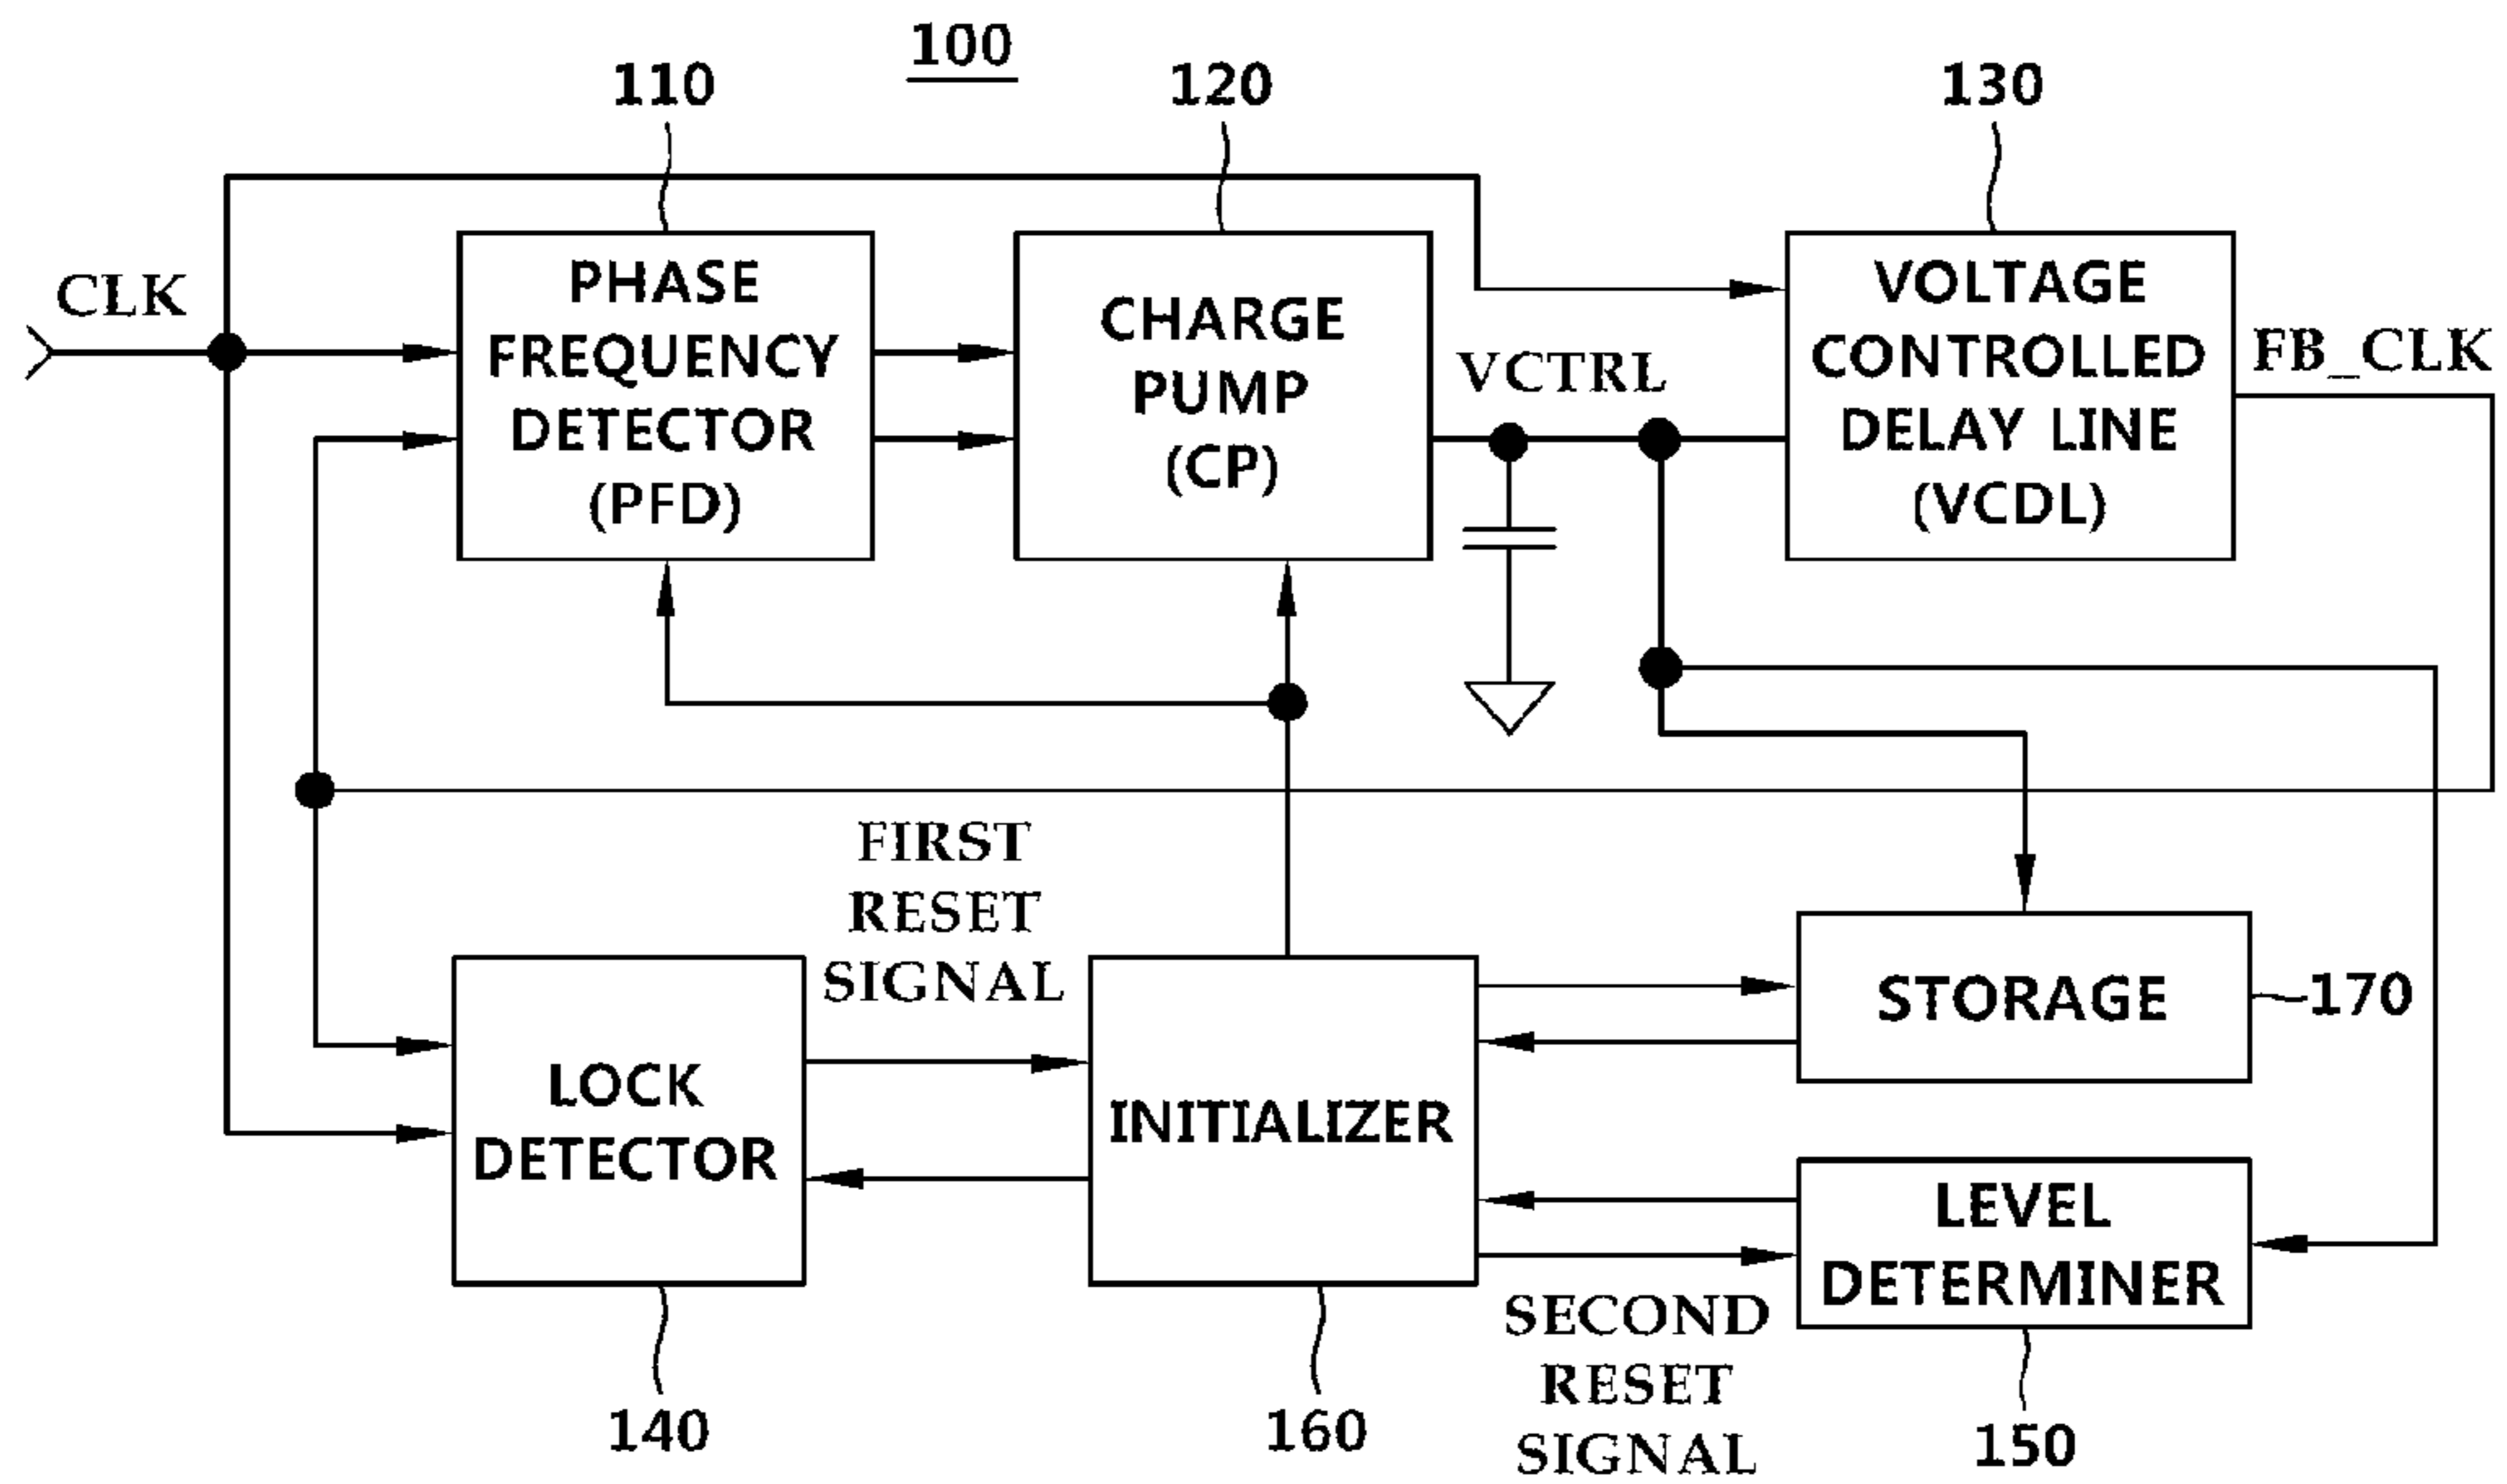 100
110
120
130
CLK
PHASE
FREQUENCY
DETECTOR
(PFD)
CHARGE
PUMP
(CP)
VCTRL
VOLTAGE
CONTROLLED
DELAY LINE
(VCDL)
FB_CLK
FIRST
RESET
SIGNAL
LOCK
DETECTOR
INITIALIZER
STORAGE
170
LEVEL
DETERMINER
SECOND
RESET
SIGNAL
140
160
150